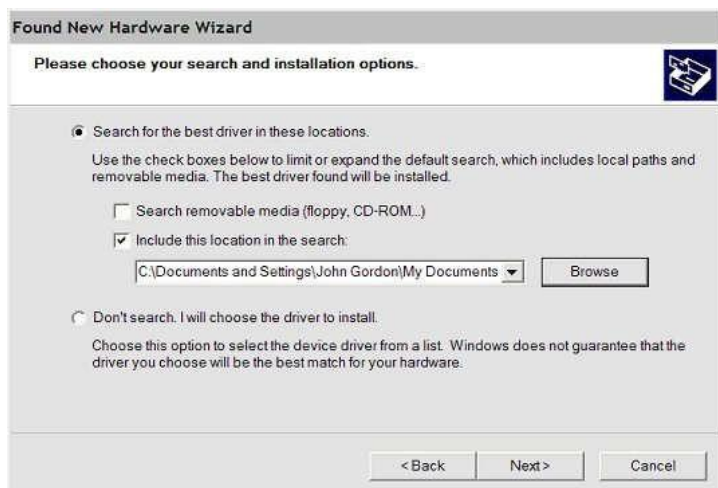 Found New Hardware Wizard
Please choose your search and installation options.
Search for the best driver in these locations.
Use the check boxes below to limit or expand the default search, which includes local paths and
removable media. The best driver found will be installed.
Search removable media (floppy, CD-ROM...)
Include this location in the search:
C:\Documents and Settings\John Gordon\My Documents
Browse
Don't search. I will choose the driver to install.
Choose this option to select the device driver from a list. Windows does not guarantee that the
driver you choose will be the best match for your hardware.
< Back Next > Cancel